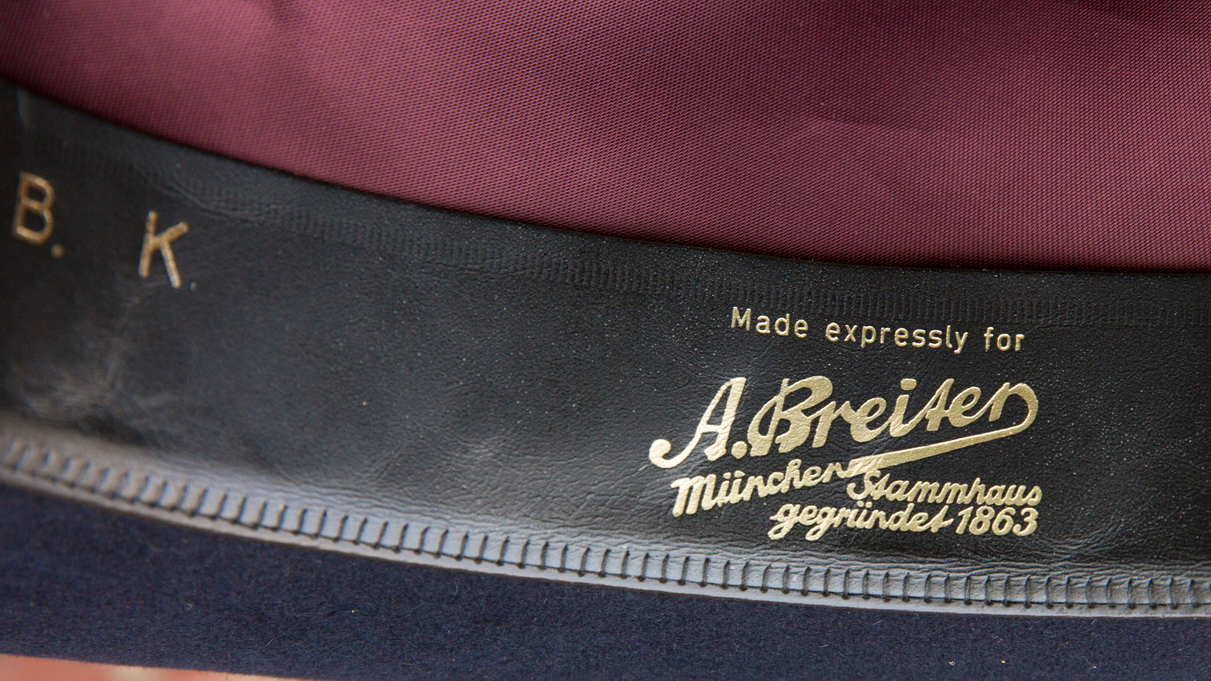 B. K
Made expressly for
A. Breiter
München Stammhaus
gegründet 1863